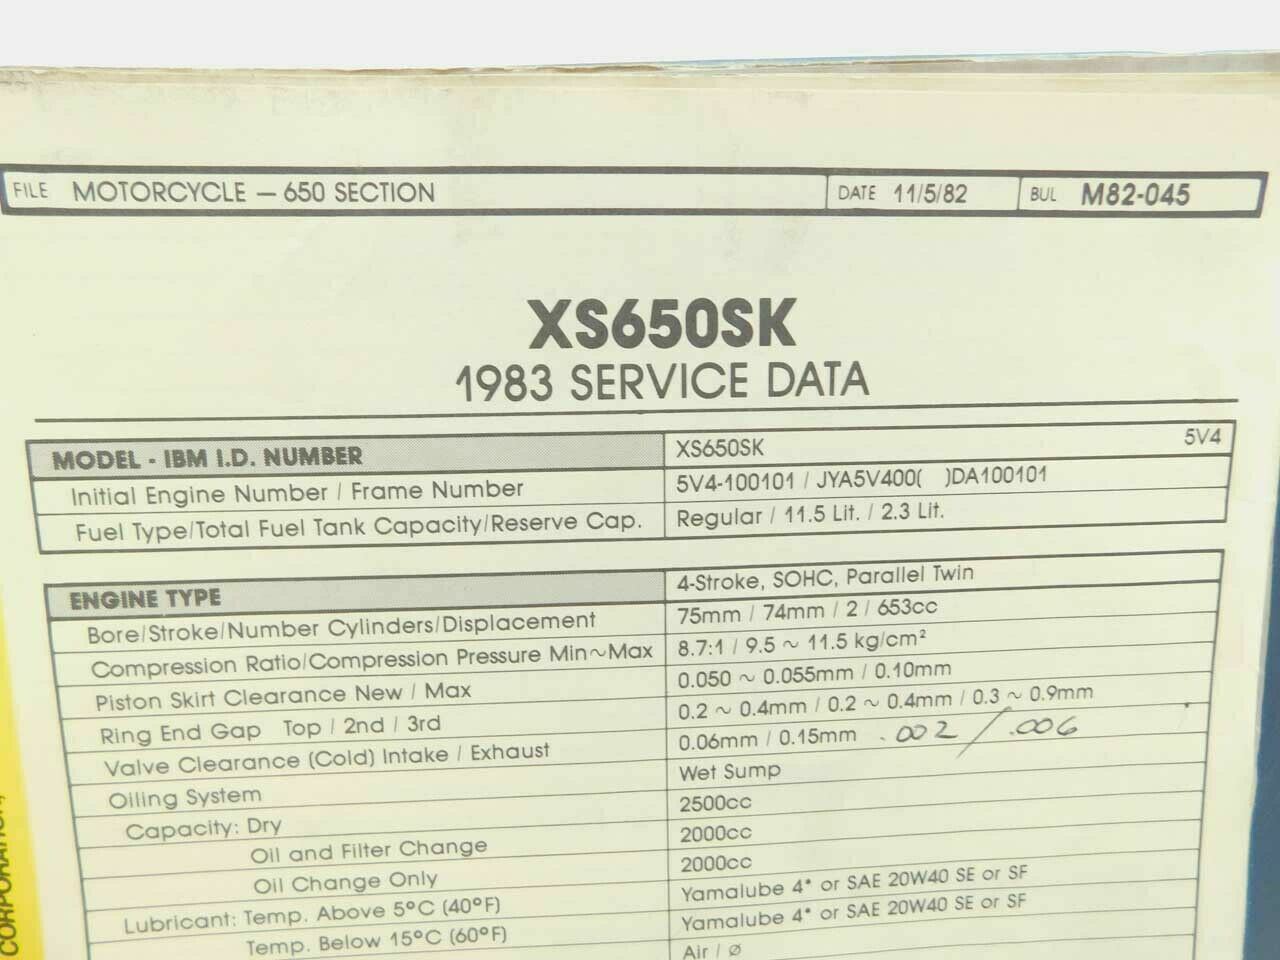 FILE MOTORCYCLE — 650 SECTION DATE 11/5/82 BUL M82-045
XS650SK
1983 SERVICE DATA
MODEL - IBM I.D. NUMBER XS650SK 5V4
Initial Engine Number / Frame Number 5V4-100101 / JYA5V400( )DA100101
Fuel Type/Total Fuel Tank Capacity/Reserve Cap. Regular / 11.5 Lit. / 2.3 Lit.
ENGINE TYPE 4-Stroke, SOHC, Parallel Twin
Bore/Stroke/Number Cylinders/Displacement 75mm / 74mm / 2 / 653cc
Compression Ratio/Compression Pressure Min~Max 8.7:1 / 9.5 ~ 11.5 kg/cm²
Piston Skirt Clearance New / Max 0.050 ~ 0.055mm / 0.10mm
Ring End Gap Top / 2nd / 3rd 0.2 ~ 0.4mm / 0.2 ~ 0.4mm / 0.3 ~ 0.9mm
Valve Clearance (Cold) Intake / Exhaust 0.06mm / 0.15mm .002 / .006
Oiling System Wet Sump
Capacity: Dry 2500cc
Oil and Filter Change 2000cc
Oil Change Only 2000cc
Lubricant: Temp. Above 5°C (40°F) Yamalube 4* or SAE 20W40 SE or SF
Temp. Below 15°C (60°F) Yamalube 4* or SAE 20W40 SE or SF
Air / ø
CORPORATION,